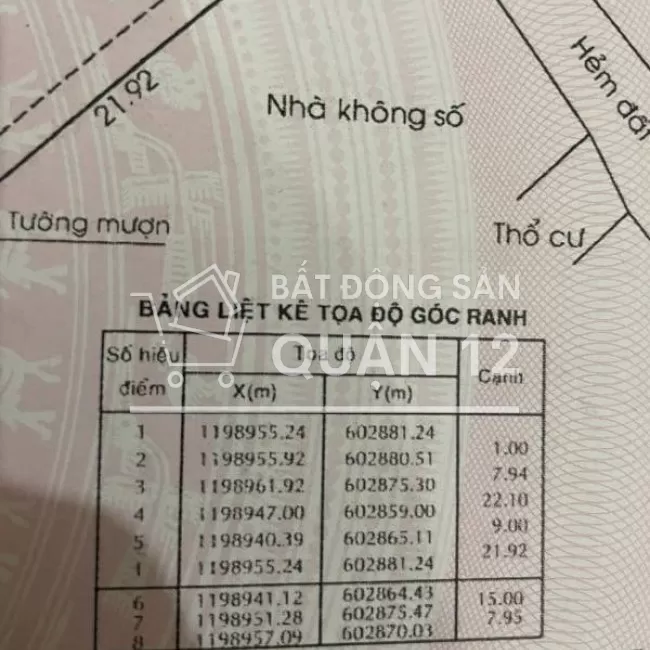 21.92
Nhà không số
Hẻm đất
Tường mượn
Thổ cư
BẤT ĐỘNG SẢN
QUẬN 12
BẢNG LIỆT KÊ TỌA ĐỘ GÓC RANH
Số hiệu điểm Tọa độ Cạnh
X(m) Y(m)
1 1198955.24 602881.24
1.00
2 1198955.92 602880.51
7.94
3 1198961.92 602875.30
22.10
4 1198947.00 602859.00
9.00
5 1198940.39 602865.11
21.92
1 1198955.24 602881.24
6 1198941.12 602864.43
15.00
7 1198951.28 602875.47
7.95
8 1198957.09 602870.03